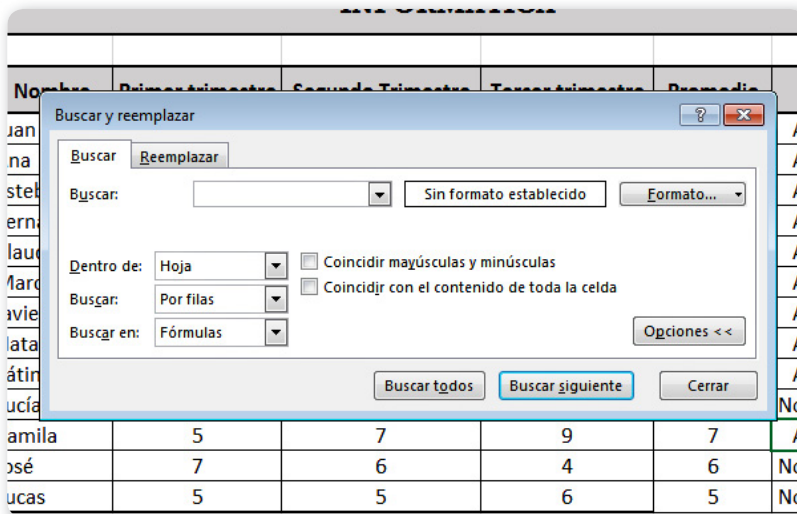 Nombre Primer trimestre Segundo Trimestre Tercer trimestre Promedio
Buscar y reemplazar
Buscar Reemplazar
Buscar: Sin formato establecido Formato...
Dentro de: Hoja Coincidir mayúsculas y minúsculas
Buscar: Por filas Coincidir con el contenido de toda la celda
Buscar en: Fórmulas Opciones <<
Buscar todos Buscar siguiente Cerrar
amila 5 7 9 7 A
osé 7 6 4 6 No
ucas 5 5 6 5 No